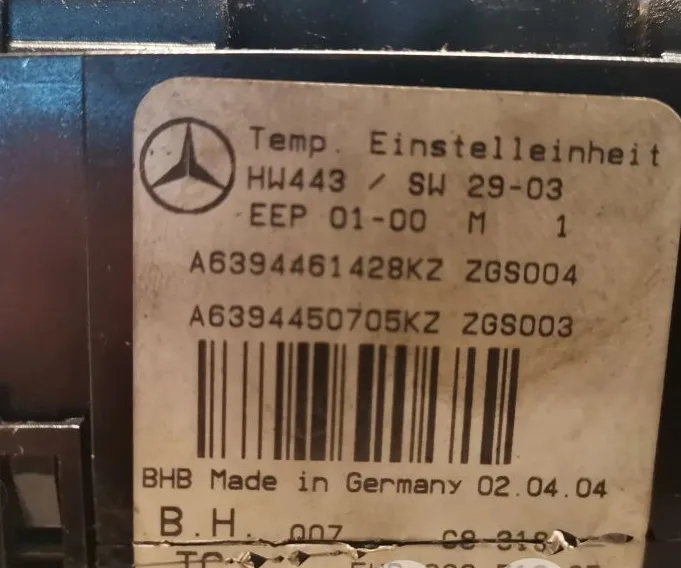 Temp. Einstelleinheit
HW443 / SW 29-03
EEP 01-00 M 1
A6394461428KZ ZGS004
A6394450705KZ ZGS003
BHB Made in Germany 02.04.04
B.H. 007